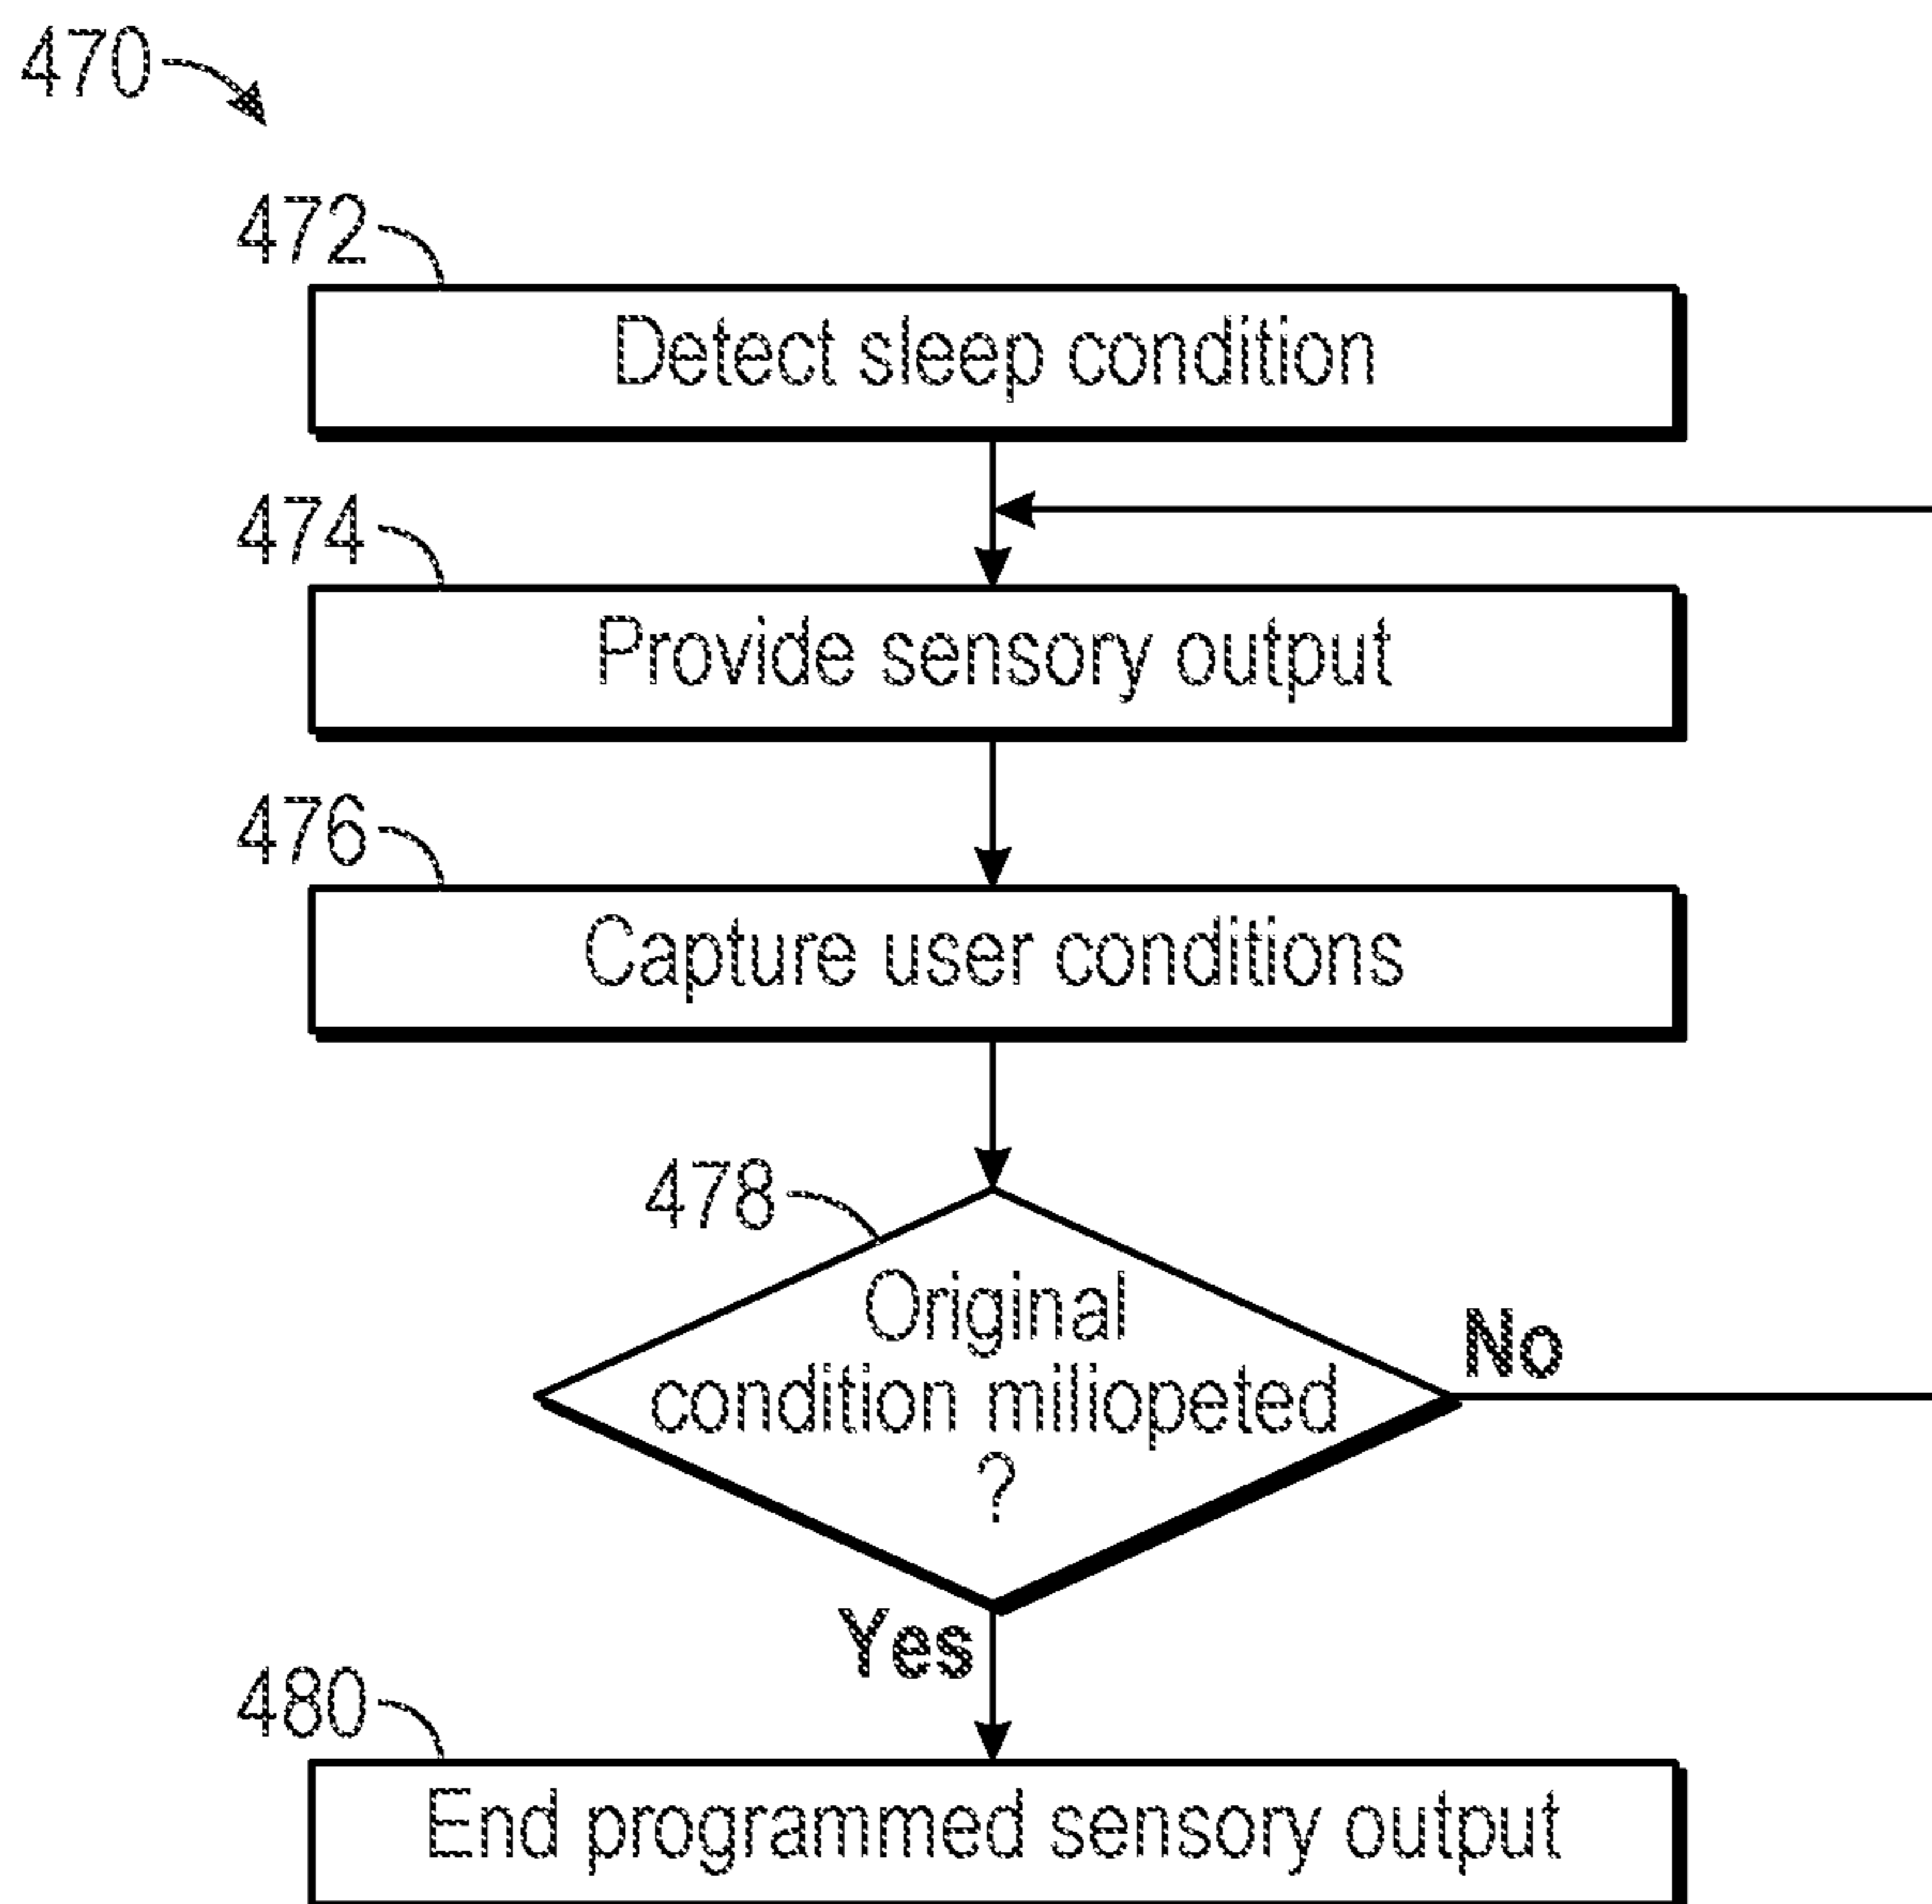 470
472
Detect sleep condition
474
Provide sensory output
476
Capture user conditions
478
Original
condition miliopeted
?
No
Yes
480
End programmed sensory output